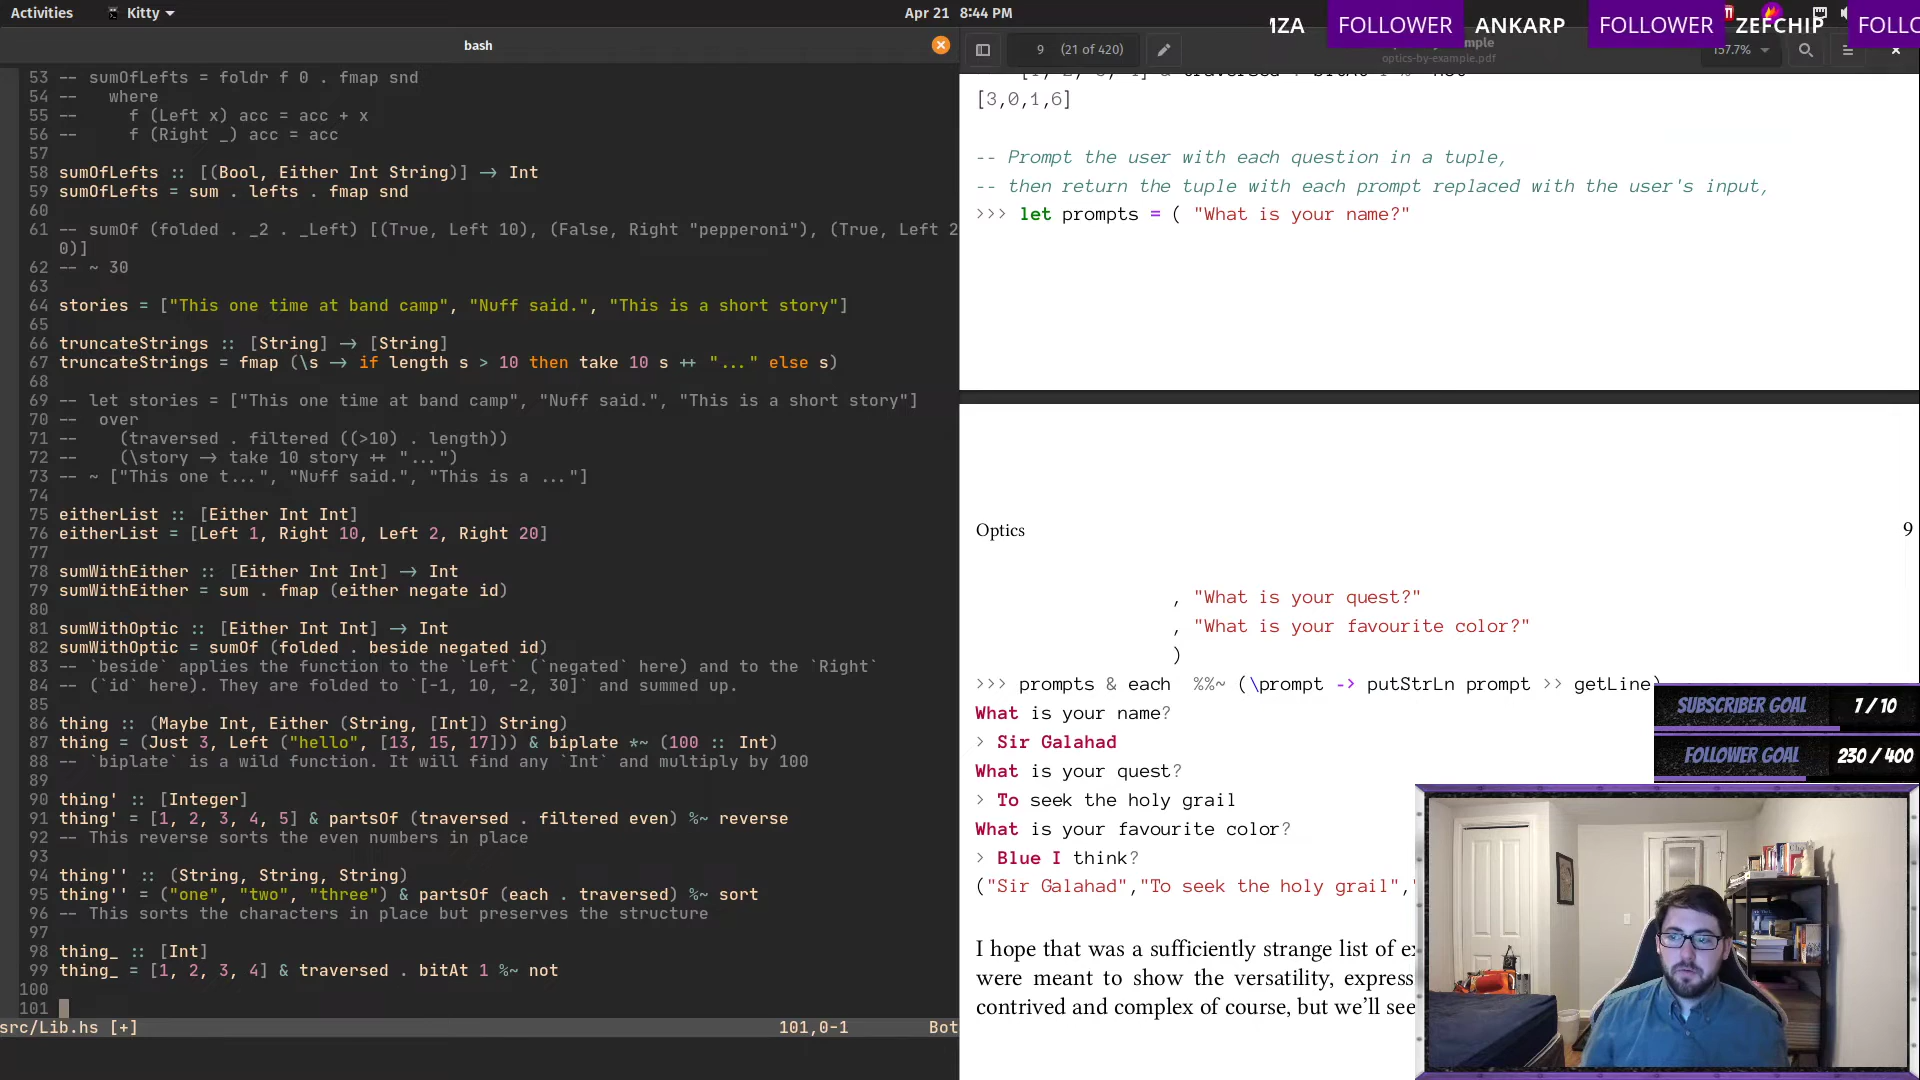 Activities
Kitty
Apr 21 8:44 PM
bash
53 -- sumOfLefts = foldr f 0 . fmap snd
54 --   where
55 --     f (Left x) acc = acc + x
56 --     f (Right _) acc = acc
57
58 sumOfLefts :: [(Bool, Either Int String)] -> Int
59 sumOfLefts = sum . lefts . fmap snd
60
61 -- sumOf (folded . _2 . _Left) [(True, Left 10), (False, Right "pepperoni"), (True, Left 2
0)]
62 -- ~ 30
63
64 stories = ["This one time at band camp", "Nuff said.", "This is a short story"]
65
66 truncateStrings :: [String] -> [String]
67 truncateStrings = fmap (\s -> if length s > 10 then take 10 s ++ "..." else s)
68
69 -- let stories = ["This one time at band camp", "Nuff said.", "This is a short story"]
70 --  over
71 --    (traversed . filtered ((>10) . length))
72 --    (\story -> take 10 story ++ "...")
73 -- ~ ["This one t...", "Nuff said.", "This is a ..."]
74
75 eitherList :: [Either Int Int]
76 eitherList = [Left 1, Right 10, Left 2, Right 20]
77
78 sumWithEither :: [Either Int Int] -> Int
79 sumWithEither = sum . fmap (either negate id)
80
81 sumWithOptic :: [Either Int Int] -> Int
82 sumWithOptic = sumOf (folded . beside negated id)
83 -- `beside` applies the function to the `Left` (`negated` here) and to the `Right`
84 -- (`id` here). They are folded to `[-1, 10, -2, 30]` and summed up.
85
86 thing :: (Maybe Int, Either (String, [Int]) String)
87 thing = (Just 3, Left ("hello", [13, 15, 17])) & biplate *~ (100 :: Int)
88 -- `biplate` is a wild function. It will find any `Int` and multiply by 100
89
90 thing' :: [Integer]
91 thing' = [1, 2, 3, 4, 5] & partsOf (traversed . filtered even) %~ reverse
92 -- This reverse sorts the even numbers in place
93
94 thing'' :: (String, String, String)
95 thing'' = ("one", "two", "three") & partsOf (each . traversed) %~ sort
96 -- This sorts the characters in place but preserves the structure
97
98 thing_ :: [Int]
99 thing_ = [1, 2, 3, 4] & traversed . bitAt 1 %~ not
100
101
src/Lib.hs [+]
101,0-1
Bot
FOLLOWER ANKARP FOLLOWER ZEFCHIP
9 (21 of 420)
optics-by-example.pdf
157.7%
[3,0,1,6]
-- Prompt the user with each question in a tuple,
-- then return the tuple with each prompt replaced with the user's input,
>>> let prompts = ( "What is your name?"
Optics
9
, "What is your quest?"
, "What is your favourite color?"
)
>>> prompts & each %%~ (\prompt -> putStrLn prompt >> getLine)
What is your name?
> Sir Galahad
What is your quest?
> To seek the holy grail
What is your favourite color?
> Blue I think?
("Sir Galahad","To seek the holy grail",
I hope that was a sufficiently strange list of
were meant to show the versatility,
contrived and complex of course, but we'll see
SUBSCRIBER GOAL 7 / 10
FOLLOWER GOAL 230 / 400